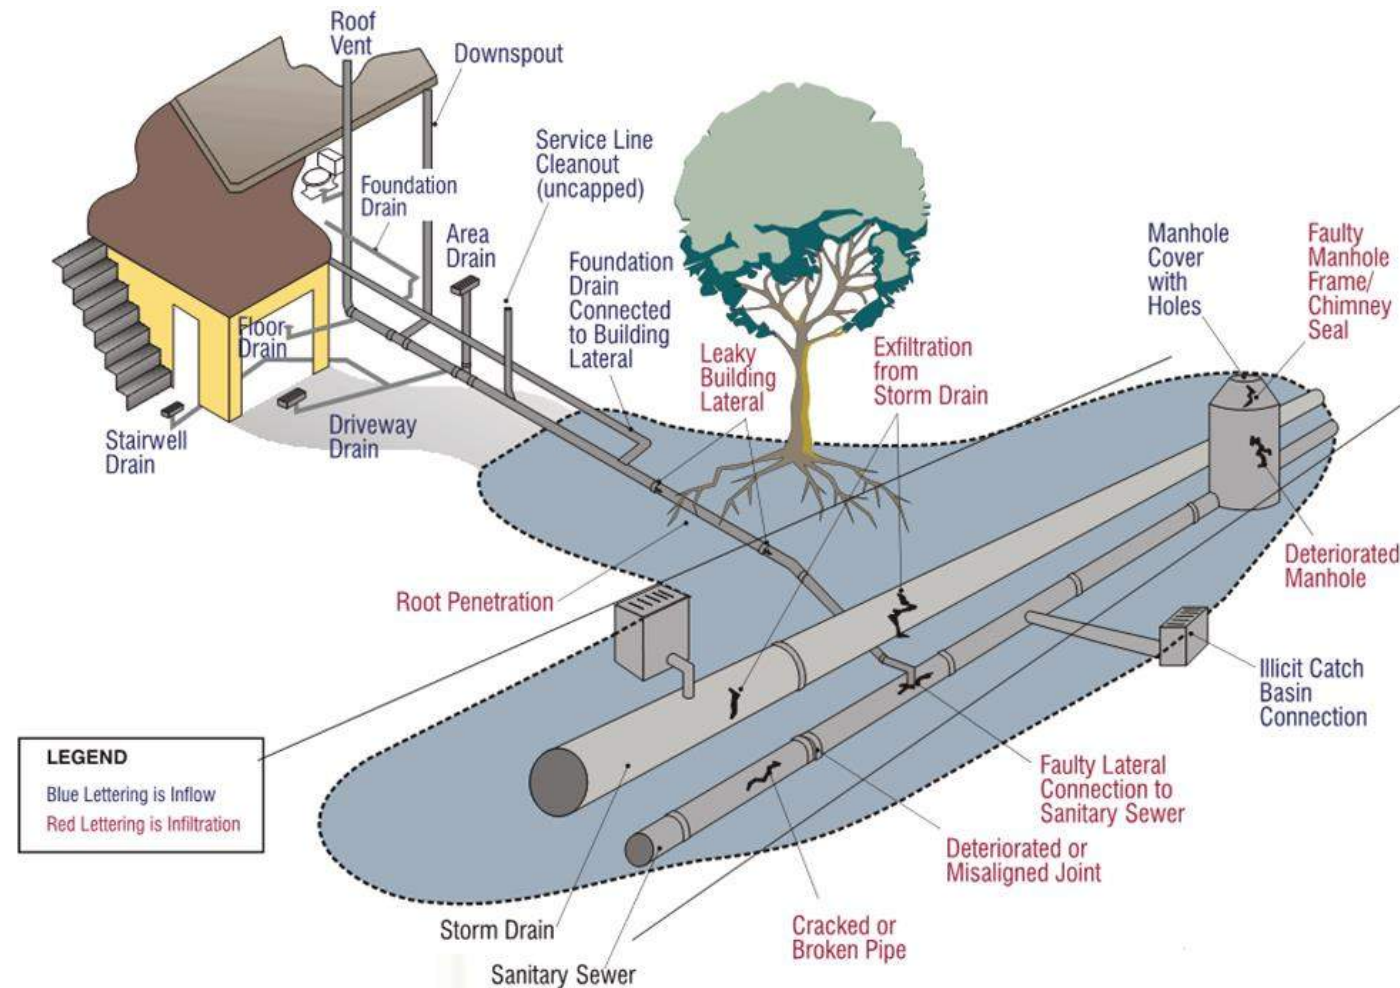 Roof
Vent
Downspout
Service Line
Cleanout
(uncapped)
Foundation
Drain
Area
Drain
Foundation
Drain
Connected
to Building
Lateral
Manhole
Cover
with
Holes
Faulty
Manhole
Frame/
Chimney
Seal
Floor
Drain
Leaky
Building
Lateral
Exfiltration
from
Storm Drain
Stairwell
Drain
Driveway
Drain
Deteriorated
Manhole
Root Penetration
Illicit Catch
Basin
Connection
LEGEND
Blue Lettering is Inflow
Red Lettering is Infiltration
Faulty Lateral
Connection to
Sanitary Sewer
Deteriorated or
Misaligned Joint
Cracked or
Broken Pipe
Storm Drain
Sanitary Sewer